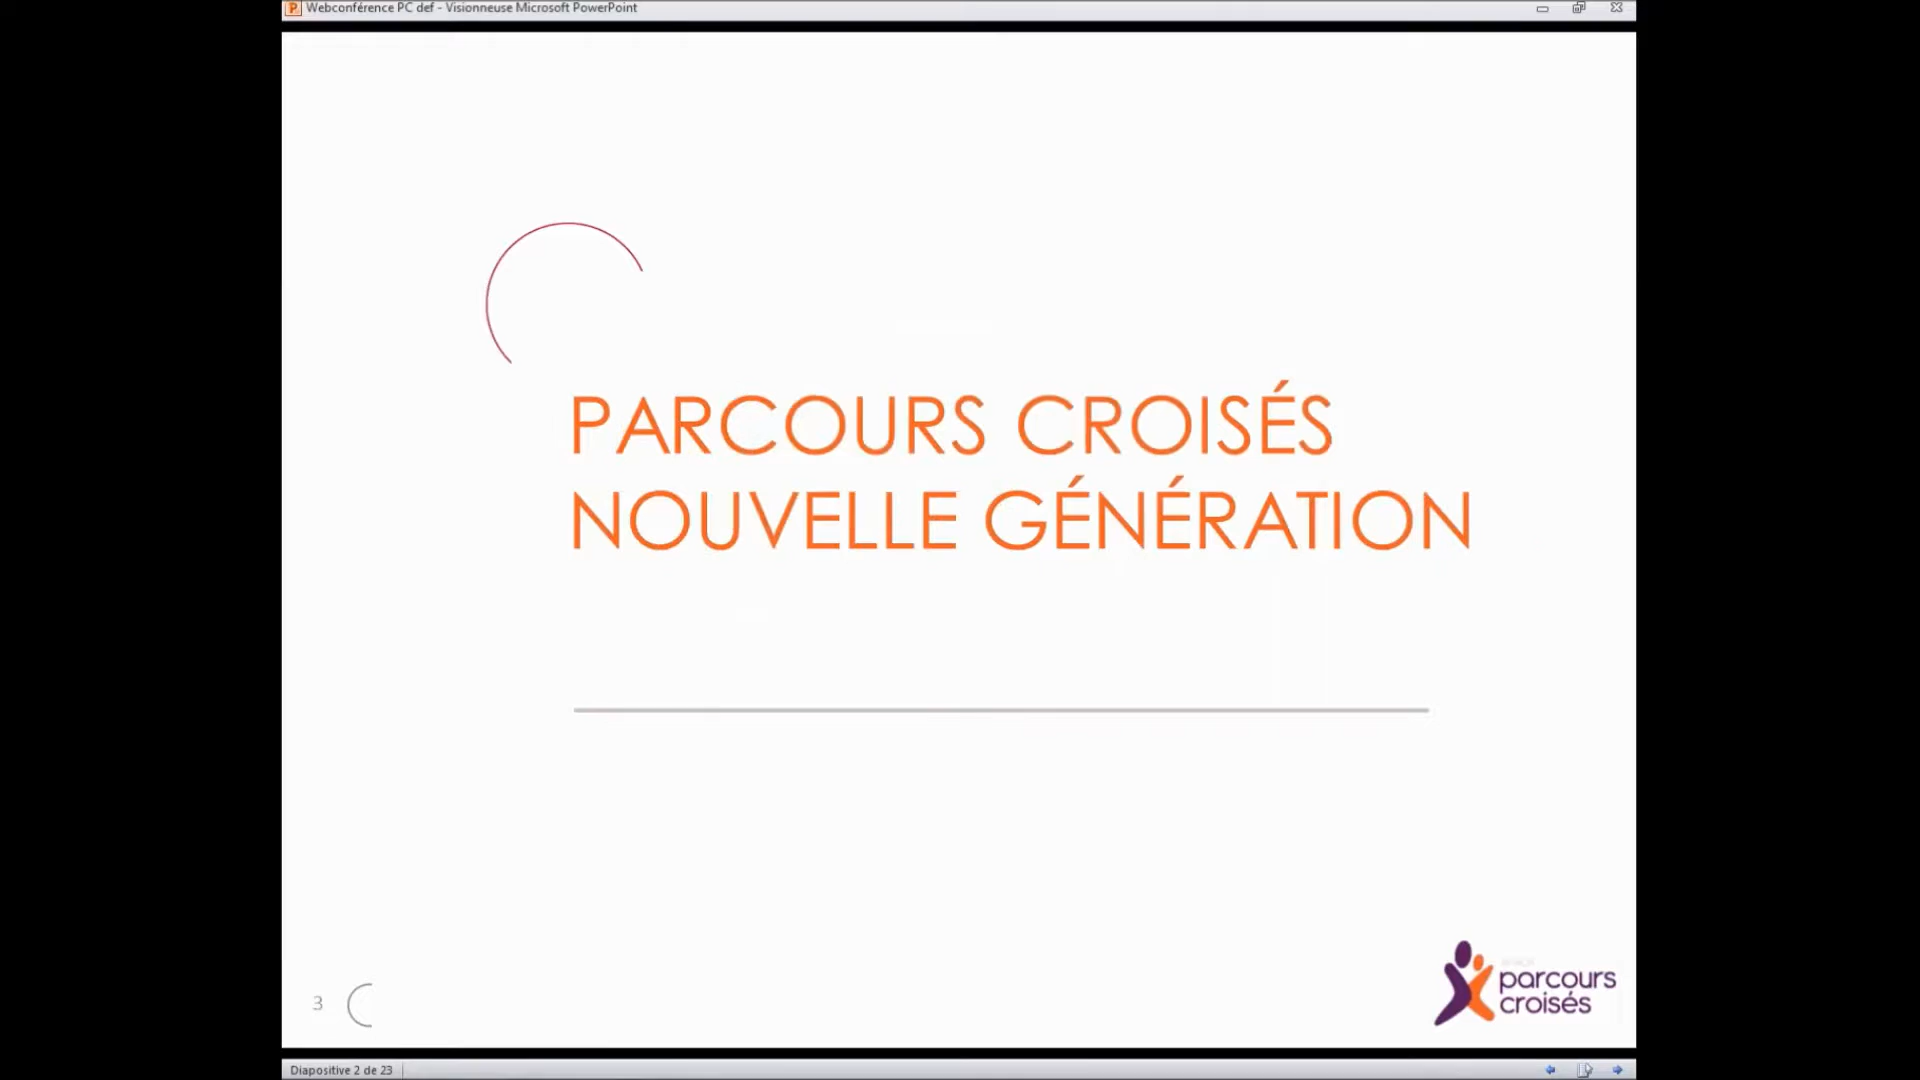 Webconférence PC def - Visionneuse Microsoft PowerPoint
PARCOURS CROISÉS
NOUVELLE GÉNÉRATION
3
parcours
croisés
Diapositive 2 de 23